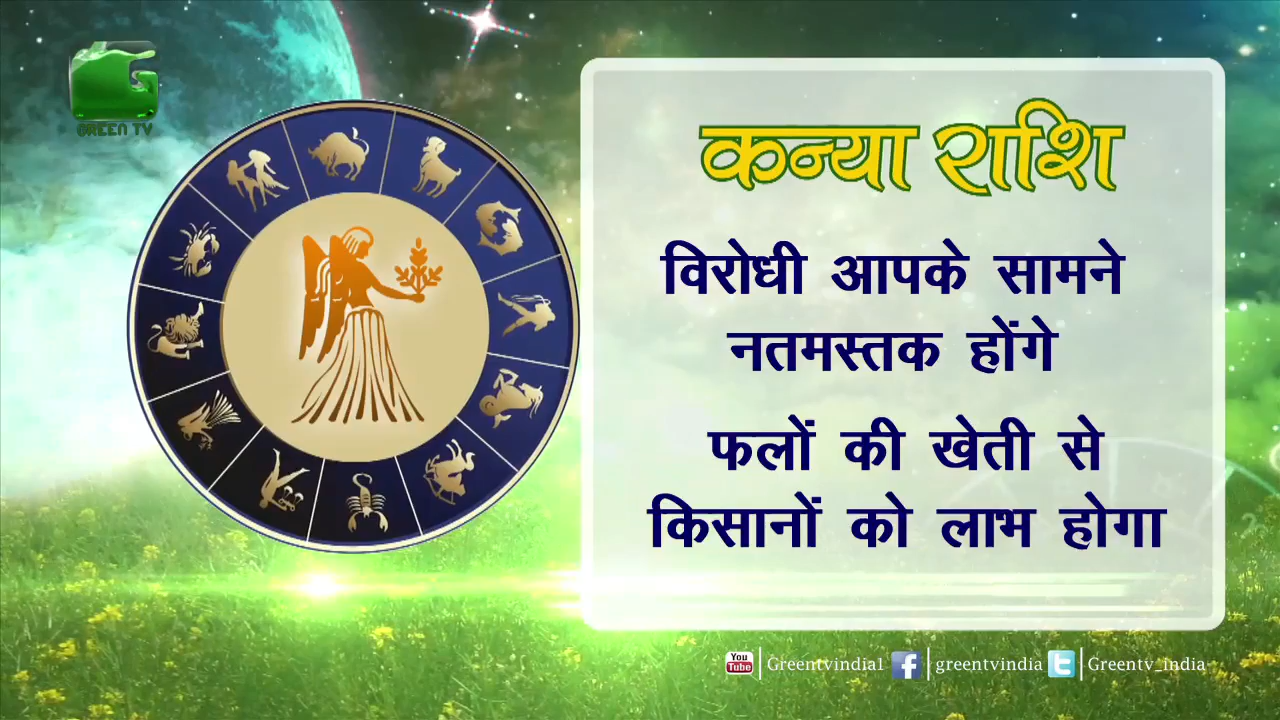 GREEN TV
कन्या राशि
विरोधी आपके सामने
नतमस्तक होंगे
फलों की खेती से
किसानों को लाभ होगा
You Tube Greentvindia1 f greentvindia t Greentv_india